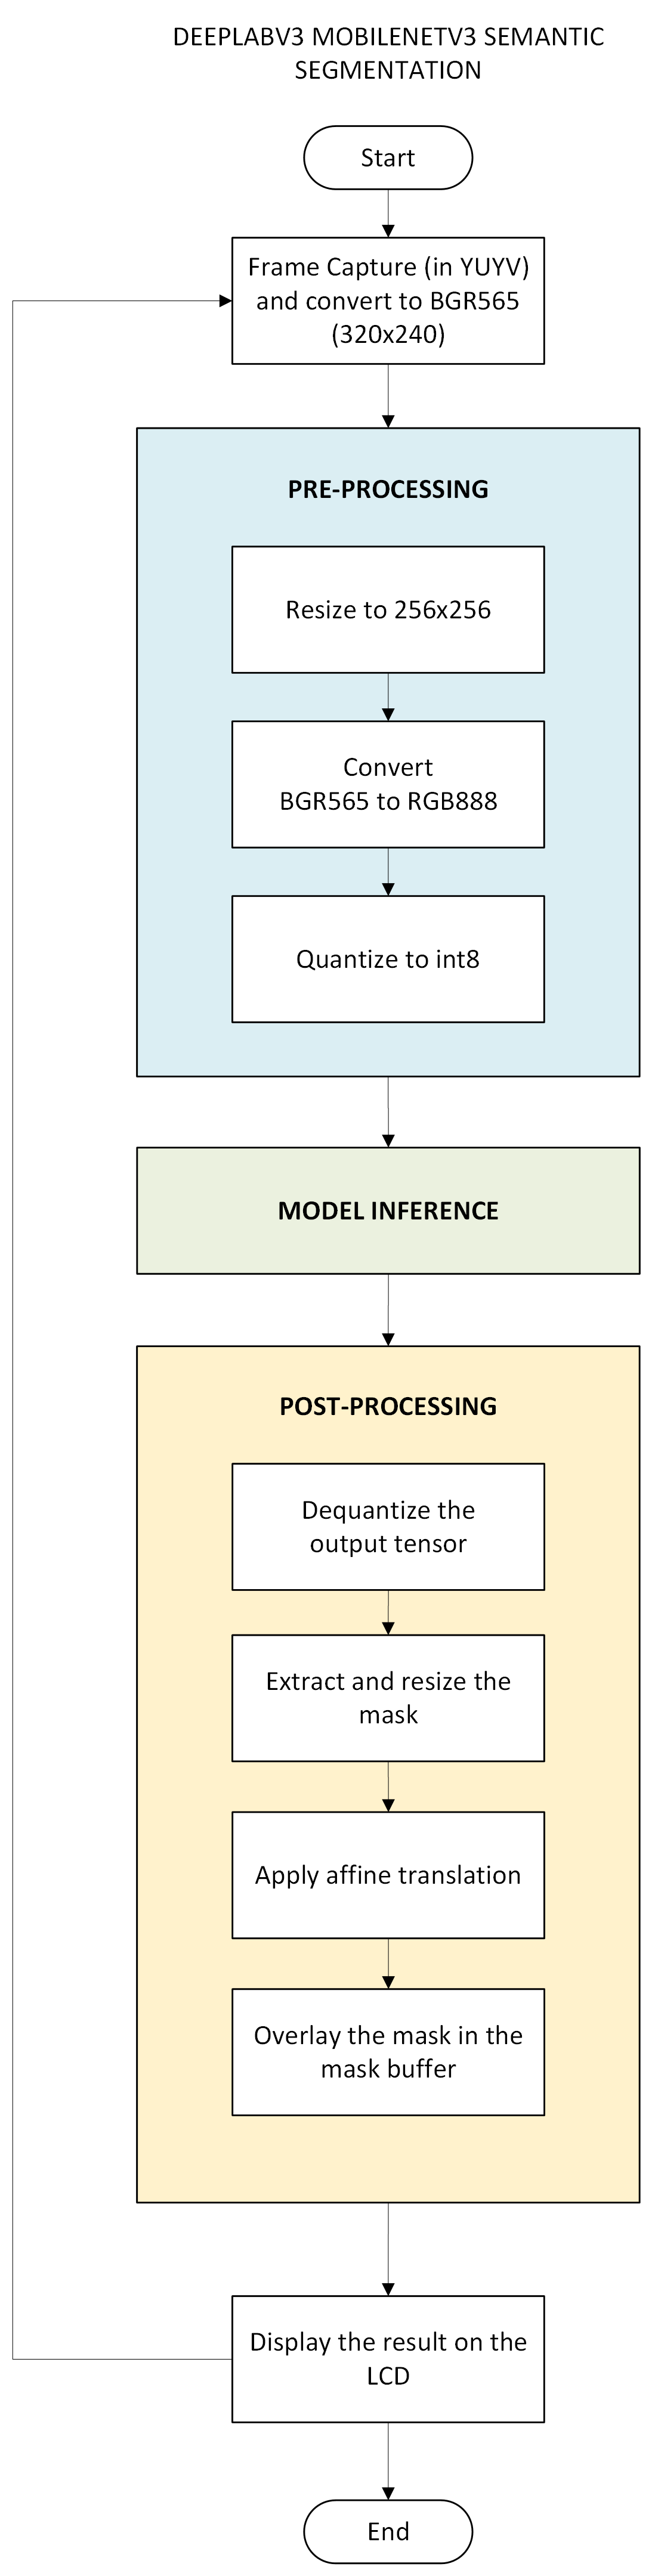 DEEPLABV3 MOBILENETV3 SEMANTIC
SEGMENTATION
Start
Frame Capture (in YUYV)
and convert to BGR565
(320x240)
PRE-PROCESSING
Resize to 256x256
Convert
BGR565 to RGB888
Quantize to int8
MODEL INFERENCE
POST-PROCESSING
Dequantize the
output tensor
Extract and resize the
mask
Apply affine translation
Overlay the mask in the
mask buffer
Display the result on the
LCD
End